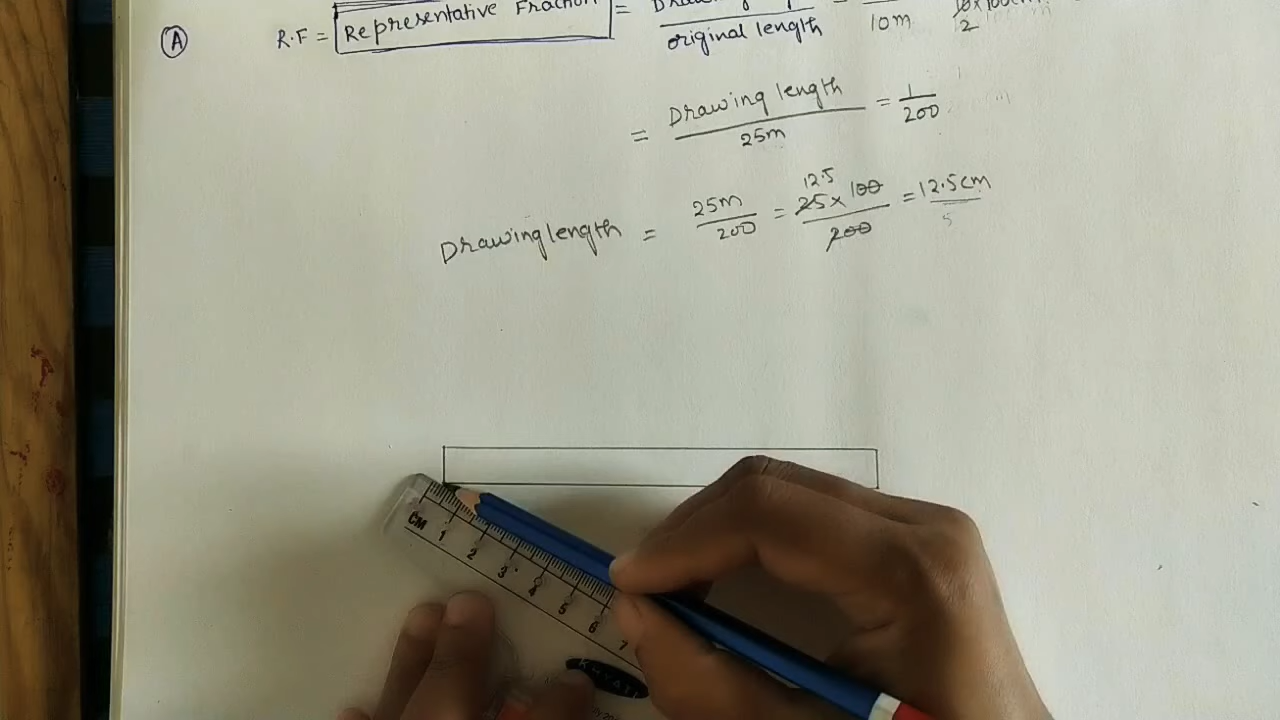 (A) R.F = Representative Fraction = original length 10m 2
= Drawing length / 25m = 1/200
Drawing length = 25m/200 = 12.5 25 × 100 / 200 = 12.5cm
CM 1 2 3 4 5 6 7